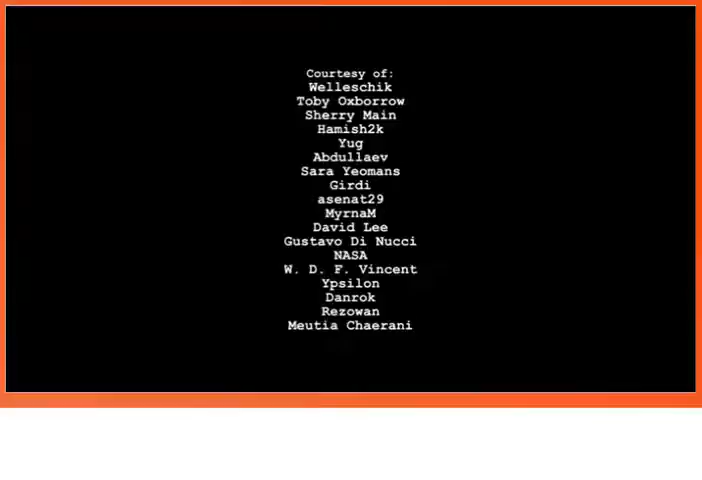 Courtesy of:
Welleschik
Toby Oxborrow
Sherry Main
Hamish2k
Yug
Abdullaev
Sara Yeomans
Girdi
asenat29
MyrnaM
David Lee
Gustavo Di Nucci
NASA
W. D. F. Vincent
Ypsilon
Danrok
Rezowan
Meutia Chaerani